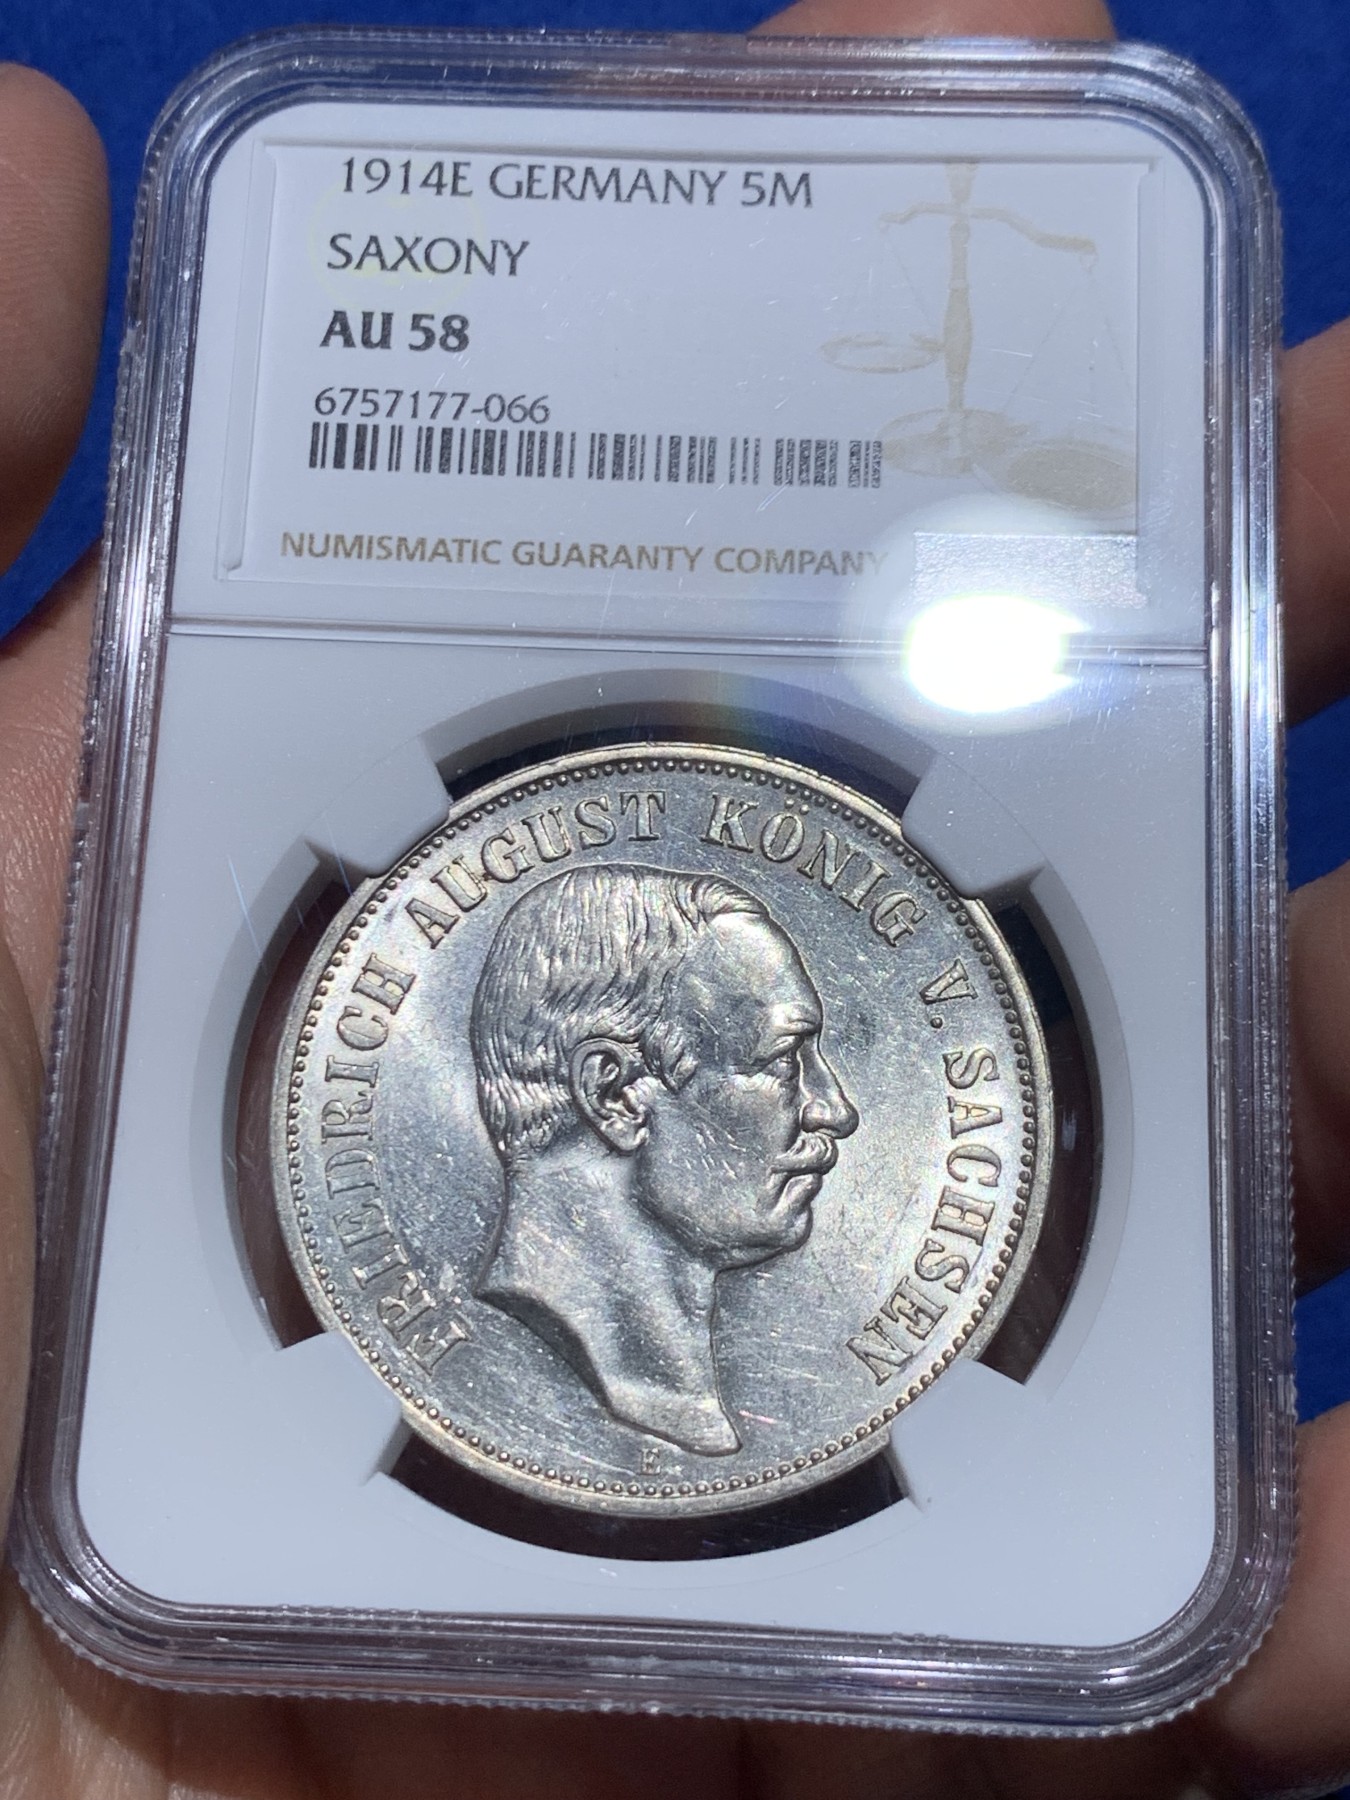 1914E GERMANY 5M
SAXONY
AU 58
6757177-066
NUMISMATIC GUARANTY COMPANY
FRIEDRICH AUGUST KÖNIG V. SACHSEN
E